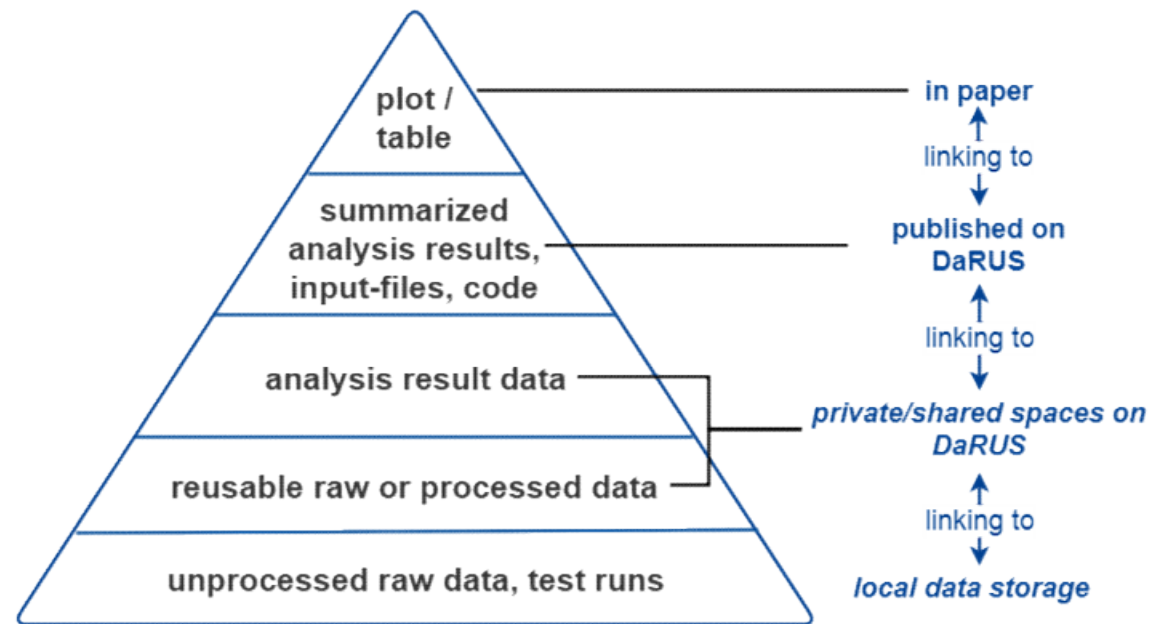 plot /
table
in paper
linking to
summarized
analysis results,
input-files, code
published on
DaRUS
linking to
analysis result data
private/shared spaces on
DaRUS
reusable raw or processed data
linking to
unprocessed raw data, test runs
local data storage